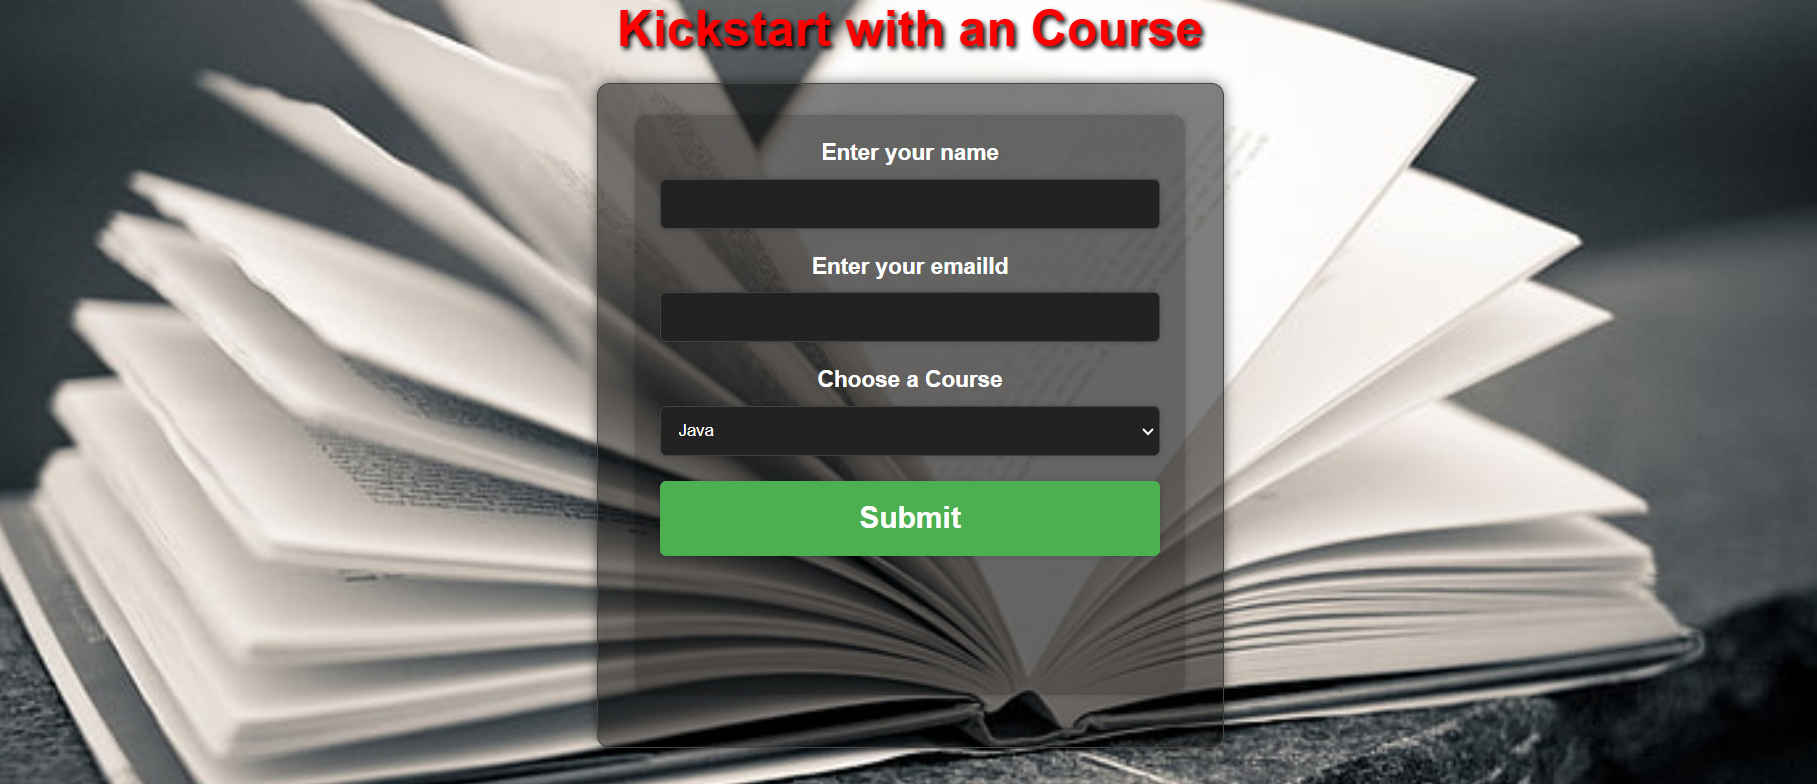 Kickstart with an Course
Enter your name
Enter your emailId
Choose a Course
Java
Submit